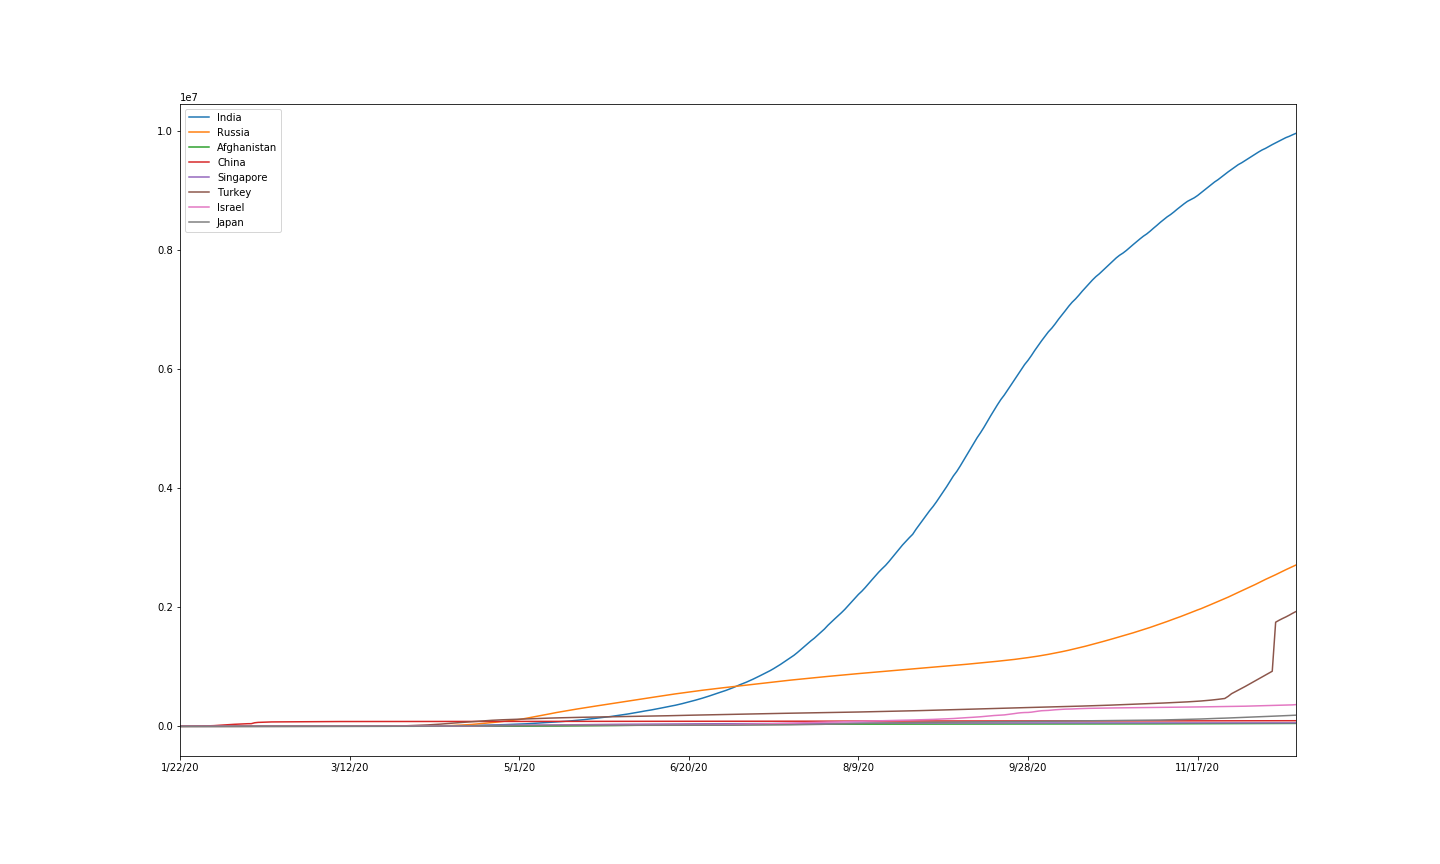 1e7
1.0
0.8
0.6
0.4
0.2
0.0
India
Russia
Afghanistan
China
Singapore
Turkey
Israel
Japan
1/22/20 3/12/20 5/1/20 6/20/20 8/9/20 9/28/20 11/17/20